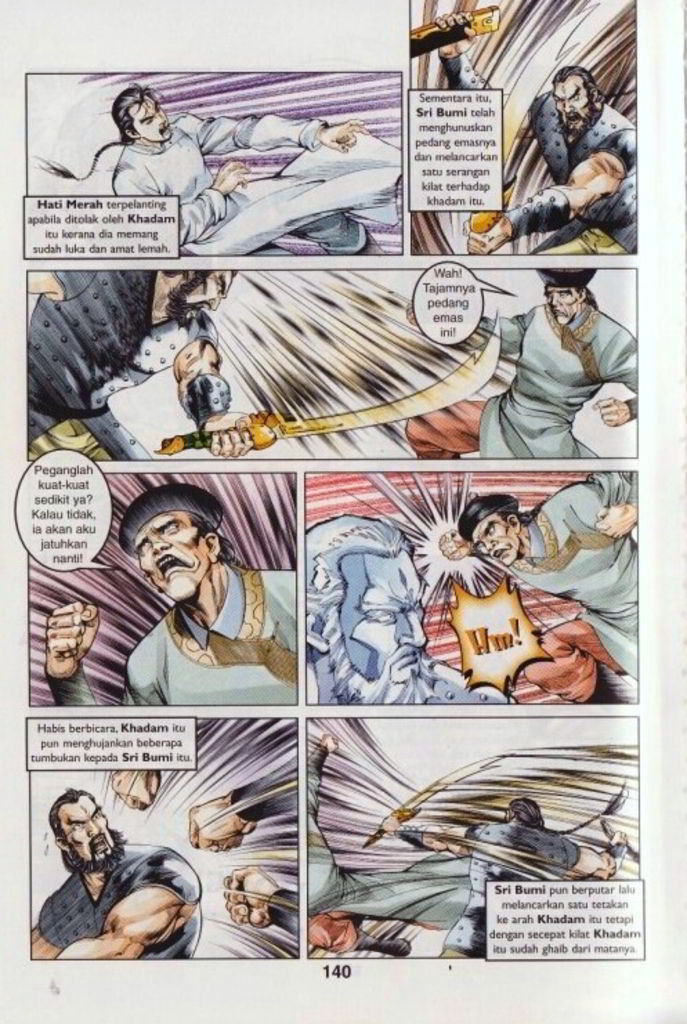 Hati Merah terpelanting
apabila ditolak oleh Khadam
itu kerana dia memang
sudah luka dan amat lemah.
Sementara itu,
Sri Bumi telah
menghunuskan
pedang emasnya
dan melancarkan
satu serangan
kilat terhadap
khadam itu.
Wah!
Tajamnya
pedang
emas
ini!
Peganglah
kuat-kuat
sedikit ya?
Kalau tidak,
ia akan aku
jatuhkan
nanti!
Hm!
Habis berbicara, Khadam itu
pun menghujankan beberapa
tumbukan kepada Sri Bumi itu.
Sri Bumi pun berputar lalu
melancarkan satu tetakan
ke arah Khadam itu tetapi
dengan secepat kilat Khadam
itu sudah ghaib dari matanya.
140